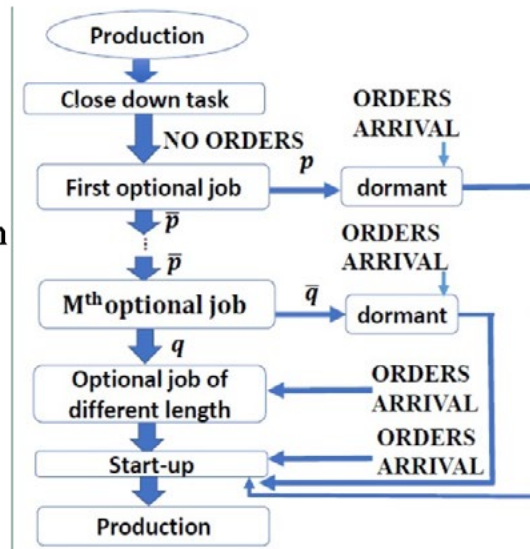 Production
Close down task
ORDERS
ARRIVAL
NO ORDERS
p
First optional job
dormant
p̅
ORDERS
ARRIVAL
n
⋮
p̅
Mᵗʰ optional job
q̅
dormant
q
Optional job of
different length
ORDERS
ARRIVAL
ORDERS
ARRIVAL
Start-up
Production